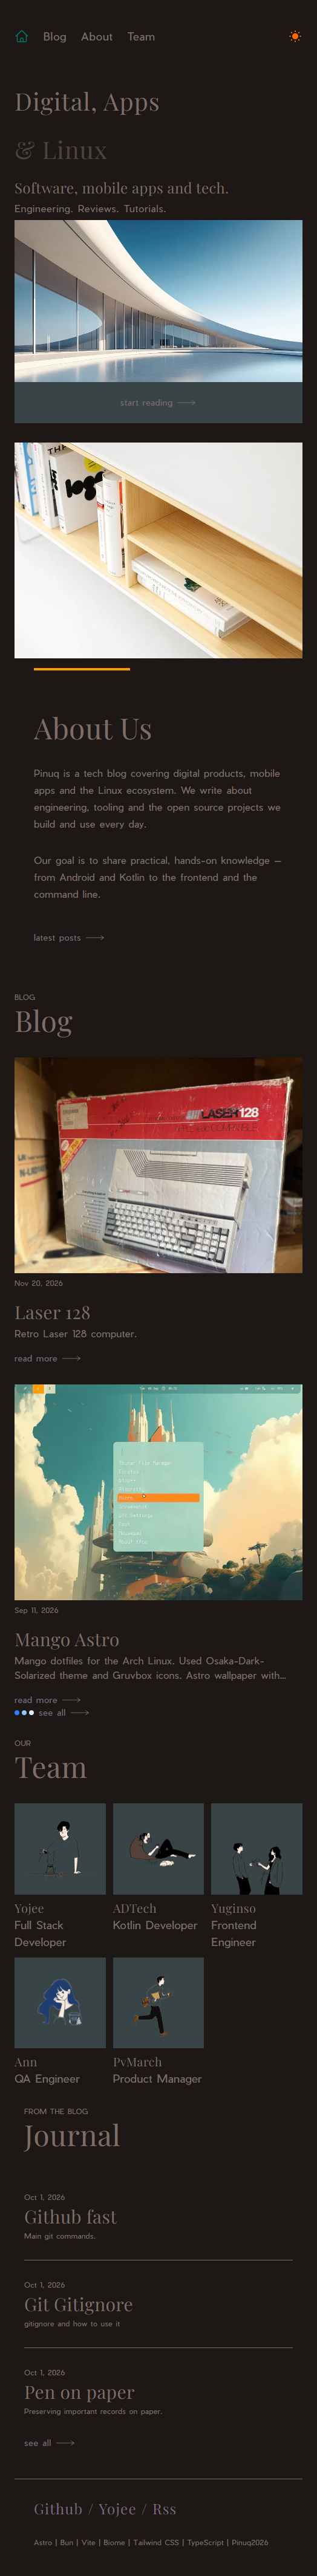 Blog About Team
Digital, Apps
& Linux
Software, mobile apps and tech.
Engineering. Reviews. Tutorials.
start reading
About Us
Pinuq is a tech blog covering digital products, mobile
apps and the Linux ecosystem. We write about
engineering, tooling and the open source projects we
build and use every day.
Our goal is to share practical, hands-on knowledge —
from Android and Kotlin to the frontend and the
command line.
latest posts
BLOG
Blog
LASER 128
Nov 20, 2026
Laser 128
Retro Laser 128 computer.
read more
Sep 11, 2026
Mango Astro
Mango dotfiles for the Arch Linux. Used Osaka-Dark-
Solarized theme and Gruvbox icons. Astro wallpaper with...
read more
see all
OUR
Team
Yojee
Full Stack
Developer
ADTech
Kotlin Developer
Yuginso
Frontend
Engineer
Ann
QA Engineer
PvMarch
Product Manager
FROM THE BLOG
Journal
Oct 1, 2026
Github fast
Main git commands.
Oct 1, 2026
Git Gitignore
gitignore and how to use it
Oct 1, 2026
Pen on paper
Preserving important records on paper.
see all
Github / Yojee / Rss
Astro | Bun | Vite | Biome | Tailwind CSS | TypeScript | Pinuq2026